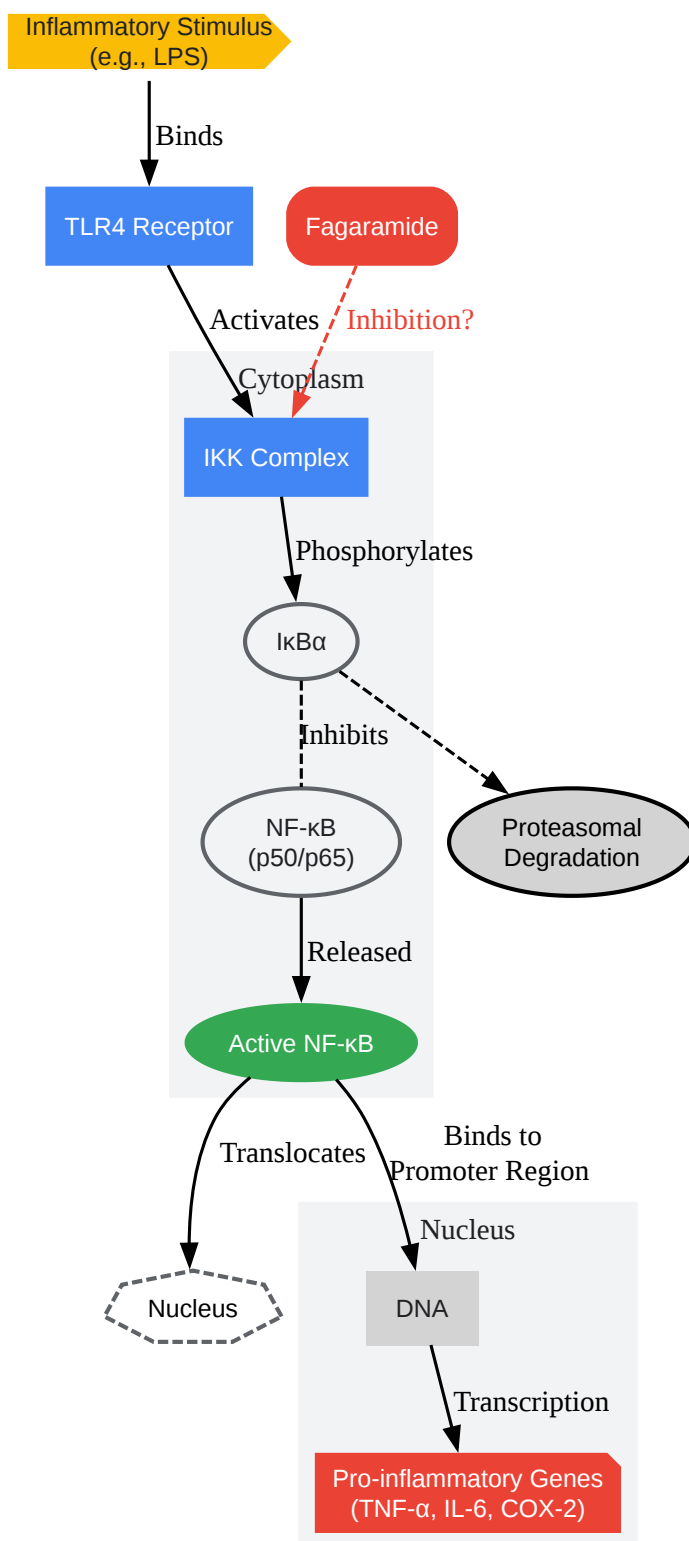 Inflammatory Stimulus
(e.g., LPS)
Binds
TLR4 Receptor
Fagaramide
Activates
Inhibition?
Cytoplasm
IKK Complex
Phosphorylates
IκBα
Inhibits
NF-κB
(p50/p65)
Proteasomal
Degradation
Released
Active NF-κB
Translocates
Binds to
Promoter Region
Nucleus
Nucleus
DNA
Transcription
Pro-inflammatory Genes
(TNF-α, IL-6, COX-2)